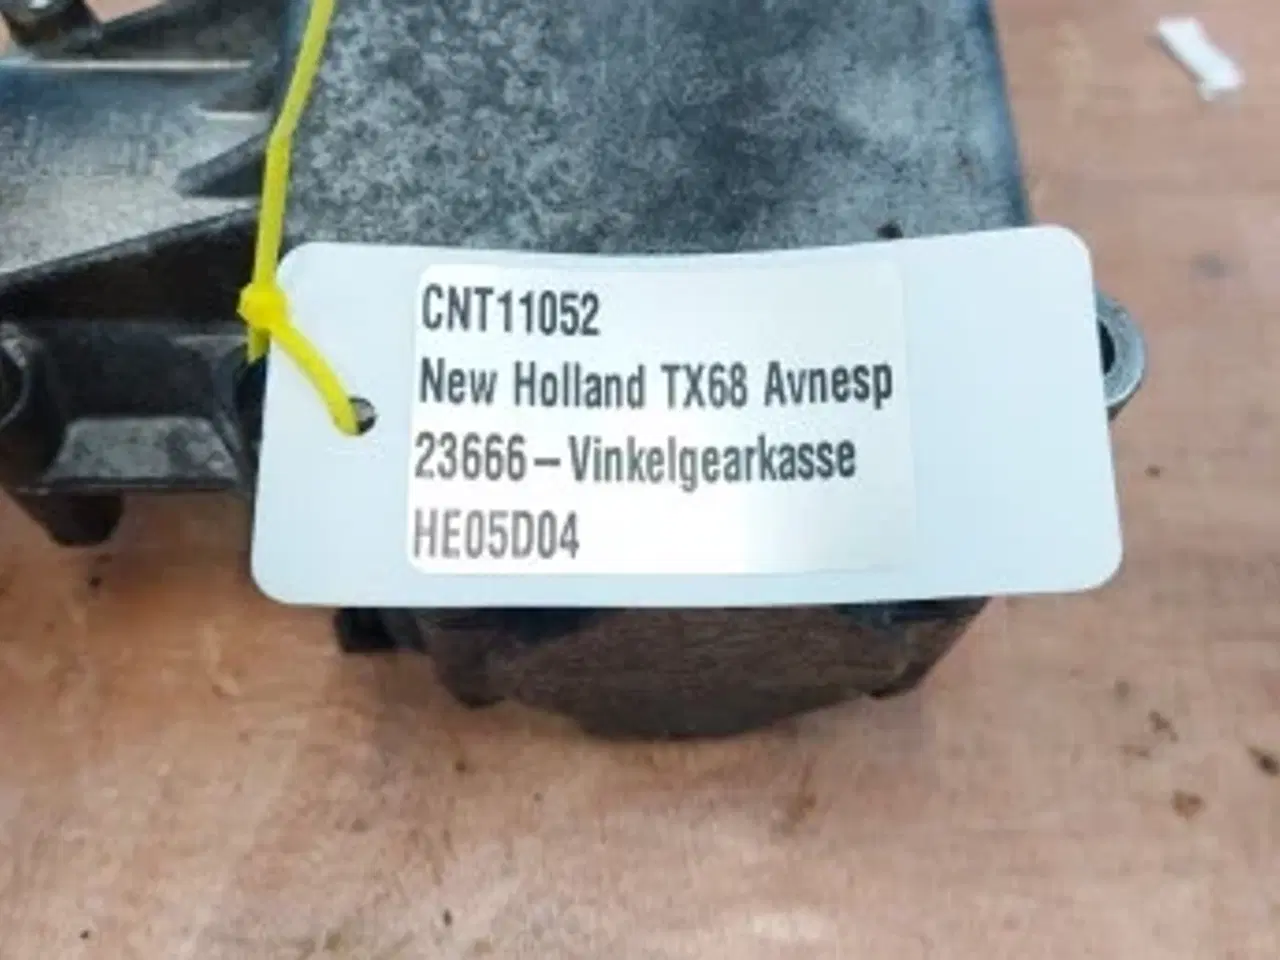 CNT11052
New Holland TX68 Avnesp
23666-Vinkelgearkasse
HE05D04